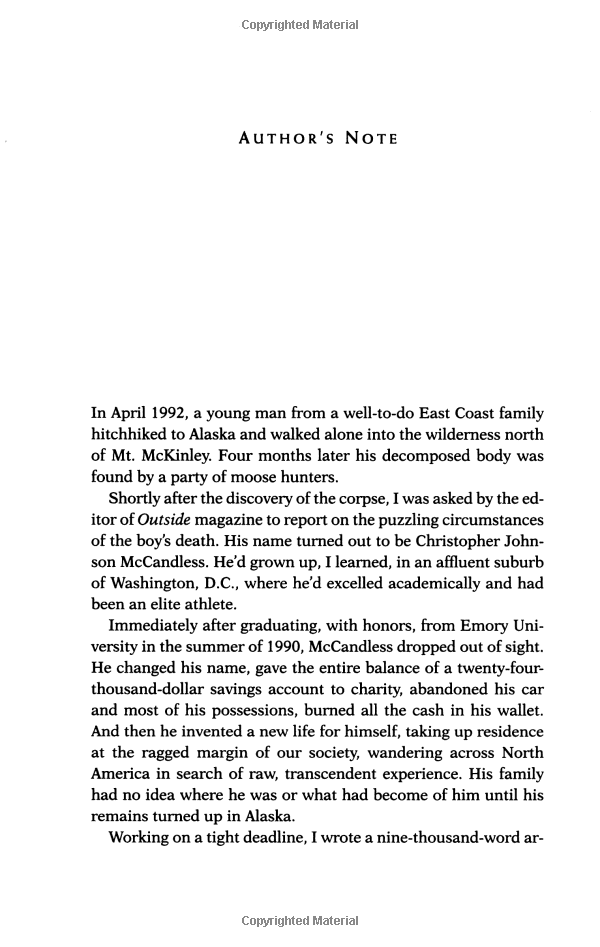 Copyrighted Material
AUTHOR'S NOTE
In April 1992, a young man from a well-to-do East Coast family
hitchhiked to Alaska and walked alone into the wilderness north
of Mt. McKinley. Four months later his decomposed body was
found by a party of moose hunters.
Shortly after the discovery of the corpse, I was asked by the ed-
itor of Outside magazine to report on the puzzling circumstances
of the boy's death. His name turned out to be Christopher John-
son McCandless. He'd grown up, I learned, in an affluent suburb
of Washington, D.C., where he'd excelled academically and had
been an elite athlete.
Immediately after graduating, with honors, from Emory Uni-
versity in the summer of 1990, McCandless dropped out of sight.
He changed his name, gave the entire balance of a twenty-four-
thousand-dollar savings account to charity, abandoned his car
and most of his possessions, burned all the cash in his wallet.
And then he invented a new life for himself, taking up residence
at the ragged margin of our society, wandering across North
America in search of raw, transcendent experience. His family
had no idea where he was or what had become of him until his
remains turned up in Alaska.
Working on a tight deadline, I wrote a nine-thousand-word ar-
Copyrighted Material